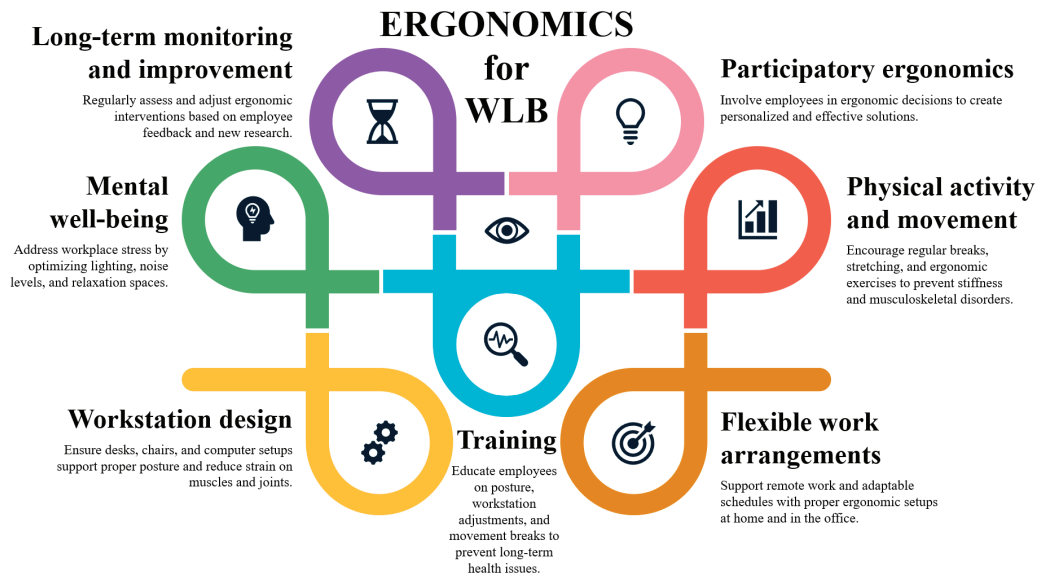 ERGONOMICS
for
WLB
Long-term monitoring
and improvement
Regularly assess and adjust ergonomic
interventions based on employee
feedback and new research.
Participatory ergonomics
Involve employees in ergonomic decisions to create
personalized and effective solutions.
Mental
well-being
Address workplace stress by
optimizing lighting, noise
levels, and relaxation spaces.
Physical activity
and movement
Encourage regular breaks,
stretching, and ergonomic
exercises to prevent stiffness
and musculoskeletal disorders.
Workstation design
Ensure desks, chairs, and computer setups
support proper posture and reduce strain on
muscles and joints.
Training
Educate employees
on posture,
workstation
adjustments, and
movement breaks to
prevent long-term
health issues.
Flexible work
arrangements
Support remote work and adaptable
schedules with proper ergonomic setups
at home and in the office.